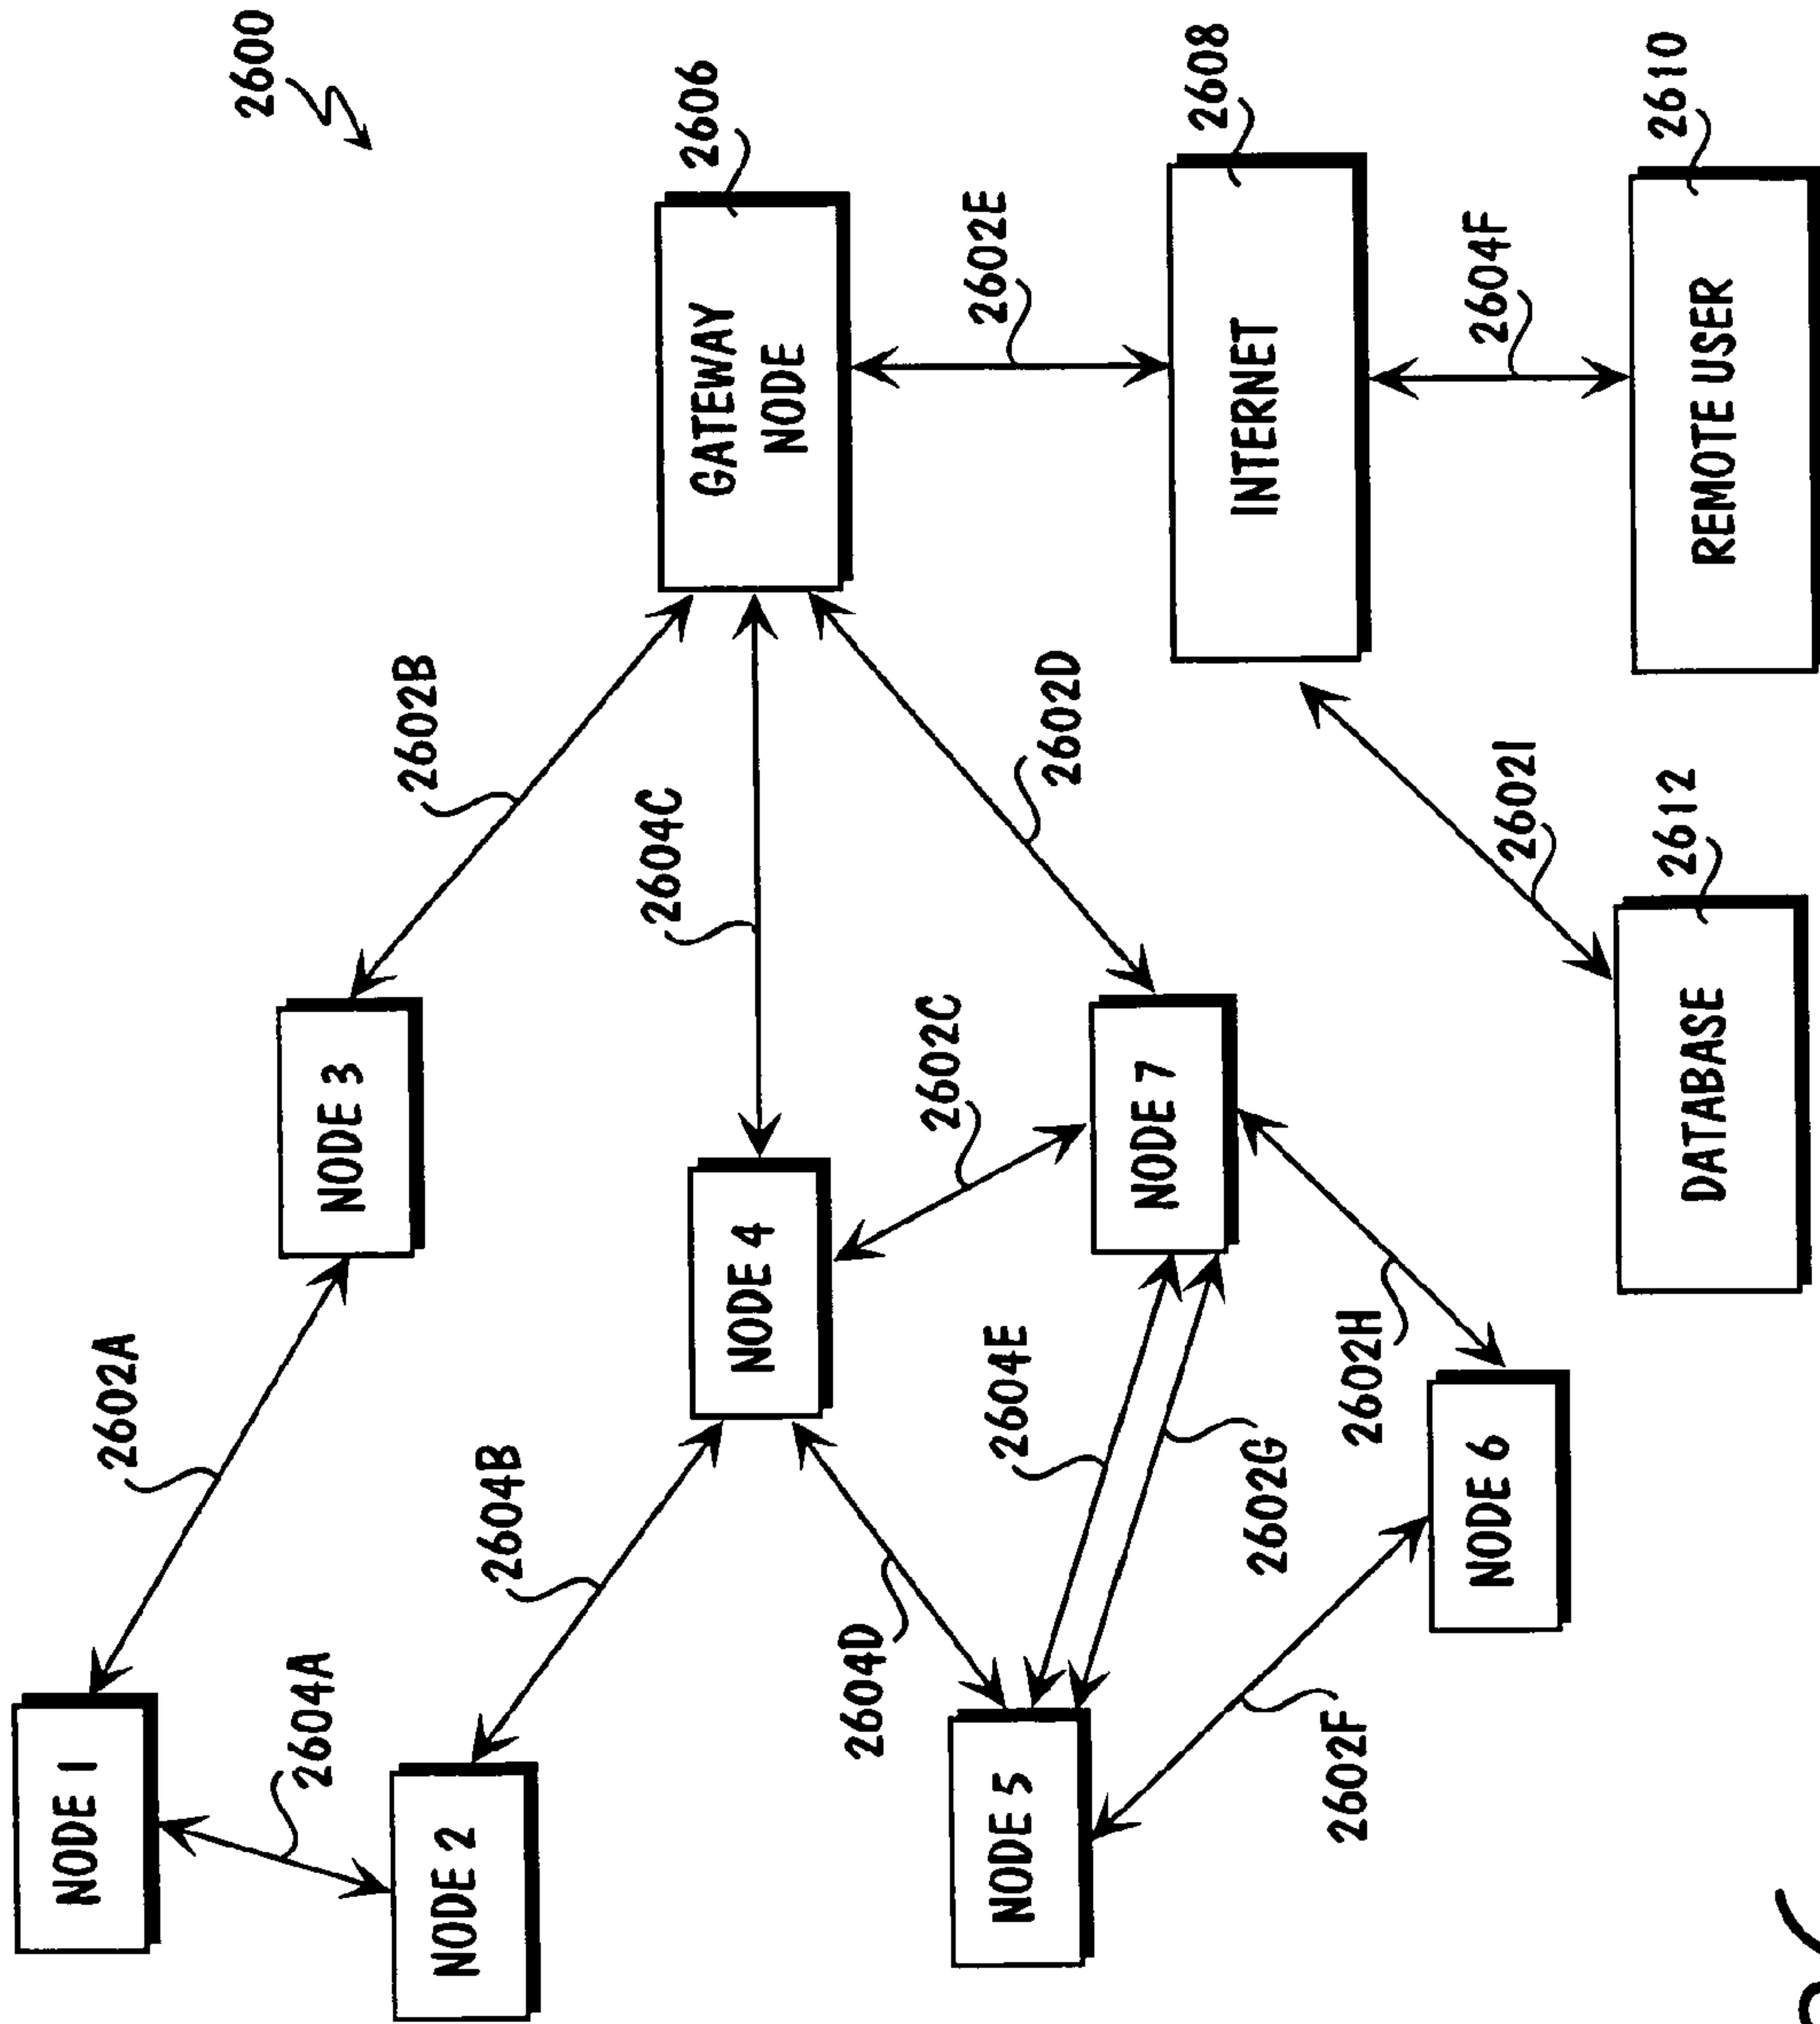 2600
NODE 1
2602A
NODE 3
2604A
NODE 2
2602B
2604B
2604C
GATEWAY
NODE
2606
NODE 4
2604D
2602C
2602D
2602E
NODE 5
2604E
NODE 7
INTERNET
2608
2602G
2602F
2602H
NODE 6
2602I
2604F
DATABASE
2612
REMOTE USER
2610